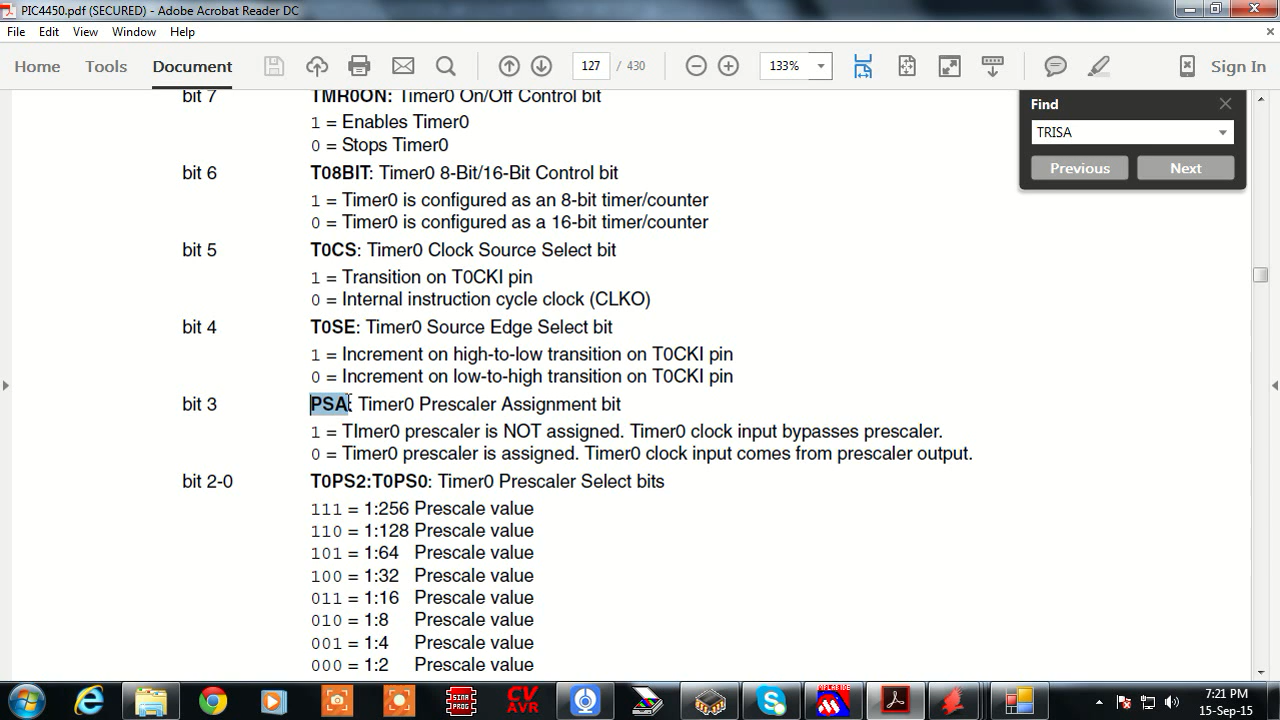 PIC4450.pdf (SECURED) - Adobe Acrobat Reader DC
File Edit View Window Help
Home Tools Document 127 / 430 133% Sign In
Find
TRISA
Previous Next
bit 7 TMR0ON: Timer0 On/Off Control bit
1 = Enables Timer0
0 = Stops Timer0
bit 6 T08BIT: Timer0 8-Bit/16-Bit Control bit
1 = Timer0 is configured as an 8-bit timer/counter
0 = Timer0 is configured as a 16-bit timer/counter
bit 5 T0CS: Timer0 Clock Source Select bit
1 = Transition on T0CKI pin
0 = Internal instruction cycle clock (CLKO)
bit 4 T0SE: Timer0 Source Edge Select bit
1 = Increment on high-to-low transition on T0CKI pin
0 = Increment on low-to-high transition on T0CKI pin
bit 3 PSA: Timer0 Prescaler Assignment bit
1 = TImer0 prescaler is NOT assigned. Timer0 clock input bypasses prescaler.
0 = Timer0 prescaler is assigned. Timer0 clock input comes from prescaler output.
bit 2-0 T0PS2:T0PS0: Timer0 Prescaler Select bits
111 = 1:256 Prescale value
110 = 1:128 Prescale value
101 = 1:64 Prescale value
100 = 1:32 Prescale value
011 = 1:16 Prescale value
010 = 1:8 Prescale value
001 = 1:4 Prescale value
000 = 1:2 Prescale value
SINA PROG
CV AVR
7:21 PM
15-Sep-15